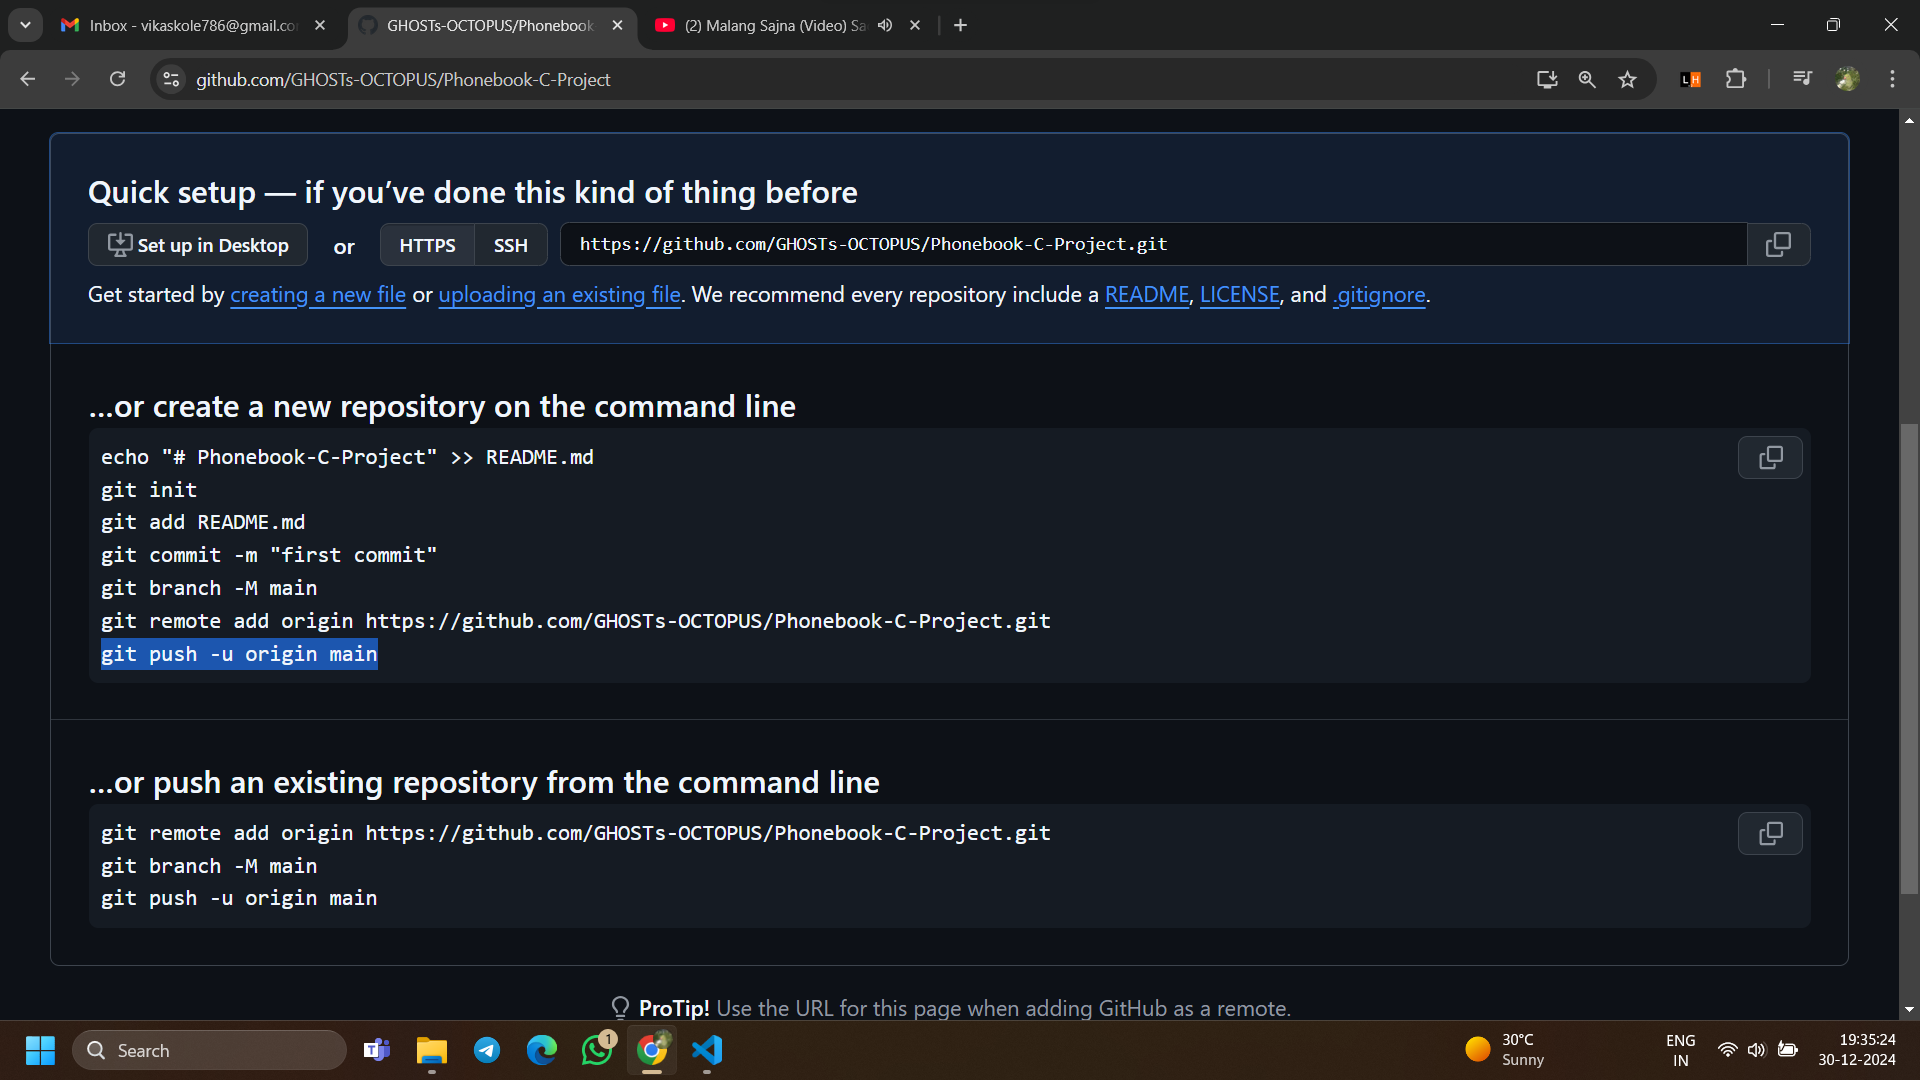 Inbox - vikaskole786@gmail.co
GHOSTs-OCTOPUS/Phonebook
(2) Malang Sajna (Video) Sa
github.com/GHOSTs-OCTOPUS/Phonebook-C-Project
LH
Quick setup — if you’ve done this kind of thing before
Set up in Desktop or HTTPS SSH https://github.com/GHOSTs-OCTOPUS/Phonebook-C-Project.git
Get started by creating a new file or uploading an existing file. We recommend every repository include a README, LICENSE, and .gitignore.
…or create a new repository on the command line
echo "# Phonebook-C-Project" >> README.md
git init
git add README.md
git commit -m "first commit"
git branch -M main
git remote add origin https://github.com/GHOSTs-OCTOPUS/Phonebook-C-Project.git
git push -u origin main
…or push an existing repository from the command line
git remote add origin https://github.com/GHOSTs-OCTOPUS/Phonebook-C-Project.git
git branch -M main
git push -u origin main
ProTip! Use the URL for this page when adding GitHub as a remote.
Search
1
30°C
Sunny
ENG
IN
19:35:24
30-12-2024